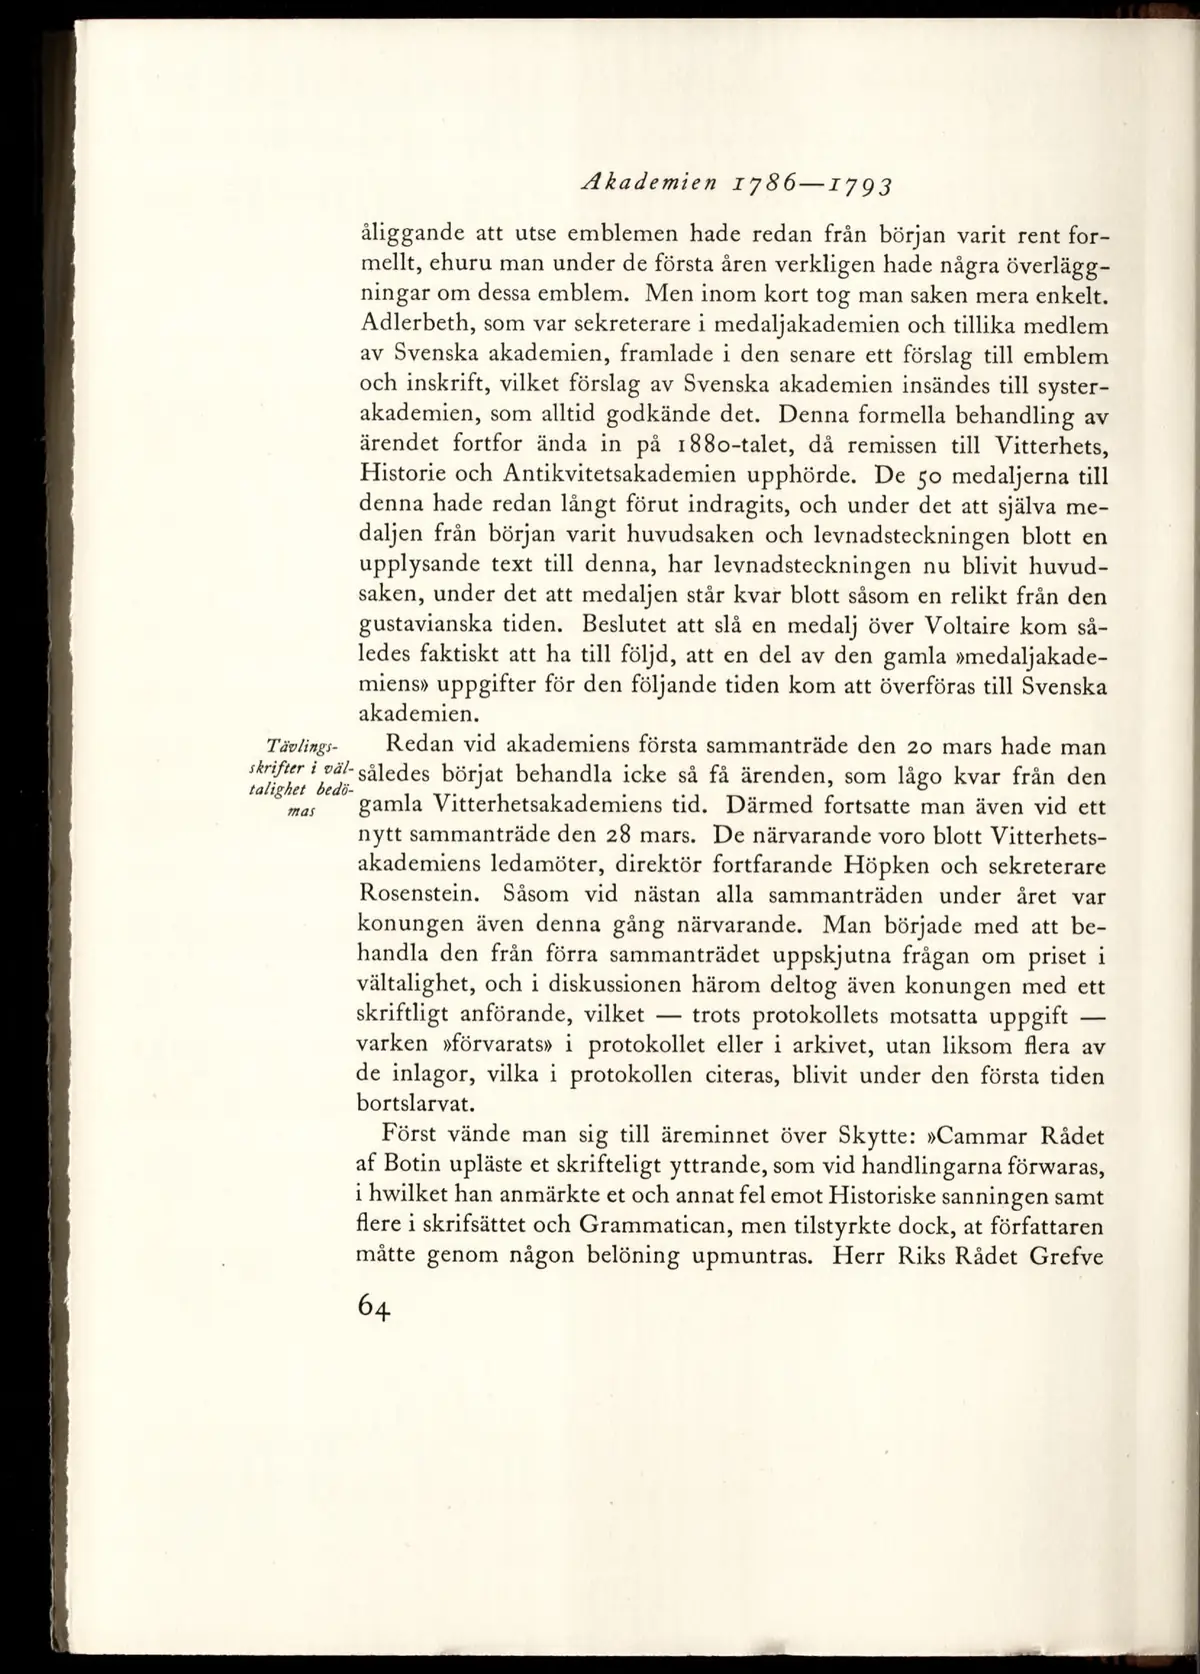 Akademien 1786—1793
åliggande att utse emblemen hade redan från början varit rent for-
mellt, ehuru man under de första åren verkligen hade några överlägg-
ningar om dessa emblem. Men inom kort tog man saken mera enkelt.
Adlerbeth, som var sekreterare i medaljakademien och tillika medlem
av Svenska akademien, framlade i den senare ett förslag till emblem
och inskrift, vilket förslag av Svenska akademien insändes till syster-
akademien, som alltid godkände det. Denna formella behandling av
ärendet fortfor ända in på 1880-talet, då remissen till Vitterhets,
Historie och Antikvitetsakademien upphörde. De 50 medaljerna till
denna hade redan långt förut indragits, och under det att själva me-
daljen från början varit huvudsaken och levnadsteckningen blott en
upplysande text till denna, har levnadsteckningen nu blivit huvud-
saken, under det att medaljen står kvar blott såsom en relikt från den
gustavianska tiden. Beslutet att slå en medalj över Voltaire kom så-
ledes faktiskt att ha till följd, att en del av den gamla »medaljakade-
miens» uppgifter för den följande tiden kom att överföras till Svenska
akademien.
Tävlings-
skrifter i väl-
talighet bedö-
mas
Redan vid akademiens första sammanträde den 20 mars hade man
således börjat behandla icke så få ärenden, som lågo kvar från den
gamla Vitterhetsakademiens tid. Därmed fortsatte man även vid ett
nytt sammanträde den 28 mars. De närvarande voro blott Vitterhets-
akademiens ledamöter, direktör fortfarande Höpken och sekreterare
Rosenstein. Såsom vid nästan alla sammanträden under året var
konungen även denna gång närvarande. Man började med att be-
handla den från förra sammanträdet uppskjutna frågan om priset i
vältalighet, och i diskussionen härom deltog även konungen med ett
skriftligt anförande, vilket — trots protokollets motsatta uppgift —
varken »förvarats» i protokollet eller i arkivet, utan liksom flera av
de inlagor, vilka i protokollen citeras, blivit under den första tiden
bortslarvat.
Först vände man sig till äreminnet över Skytte: »Cammar Rådet
af Botin upläste et skrifteligt yttrande, som vid handlingarna förwaras,
i hwilket han anmärkte et och annat fel emot Historiske sanningen samt
flere i skrifsättet och Grammatican, men tilstyrkte dock, at författaren
måtte genom någon belöning upmuntras. Herr Riks Rådet Grefve
64